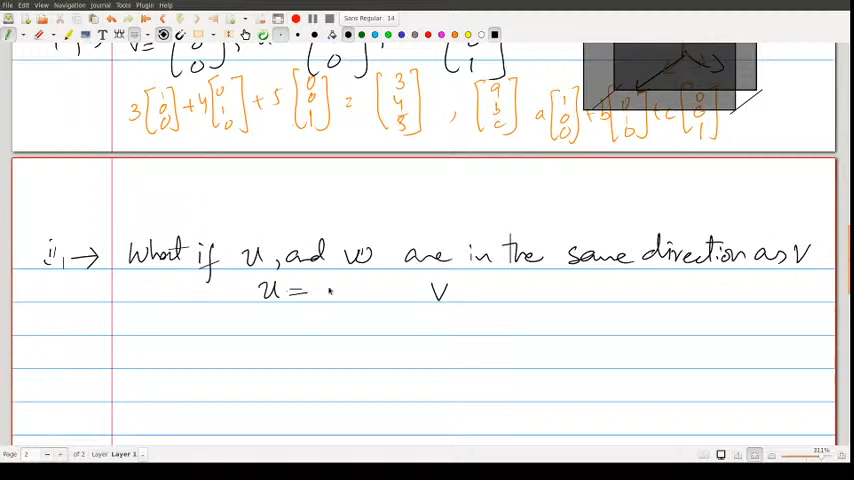 File Edit View Navigation Journal Tools Plugin Help
Sans Regular 14
3[1 0 0] + 4[0 1 0] + 5[0 0 1] = [3 4 5] , [a b c] a[1 0 0] + b[0 1 0] + c[0 0 1]
ii, → What if u, and w are in the same direction as v
u = . v
Page 2 of 2 Layer Layer 1 311%